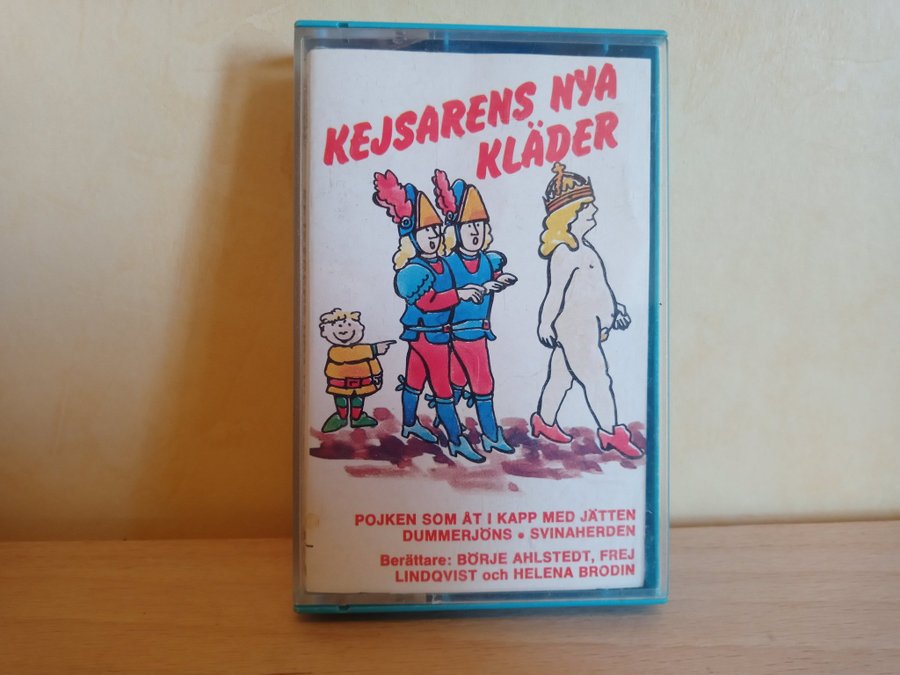 KEJSARENS NYA
KLÄDER
POJKEN SOM ÅT I KAPP MED JÄTTEN
DUMMERJÖNS • SVINAHERDEN
Berättare: BÖRJE AHLSTEDT, FREJ
LINDQVIST och HELENA BRODIN